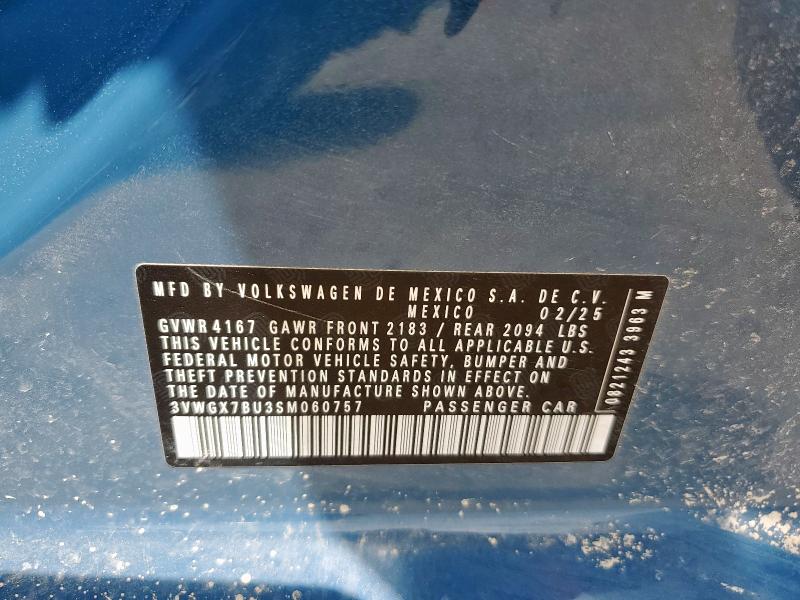 MFD BY VOLKSWAGEN DE MEXICO S.A. DE C.V.
MEXICO 02/25
GVWR 4167 GAWR FRONT 2183 / REAR 2094 LBS
THIS VEHICLE CONFORMS TO ALL APPLICABLE U.S.
FEDERAL MOTOR VEHICLE SAFETY, BUMPER AND
THEFT PREVENTION STANDARDS IN EFFECT ON
THE DATE OF MANUFACTURE SHOWN ABOVE.
3VWGX7BU3SM060757 PASSENGER CAR
0821243 3963 M